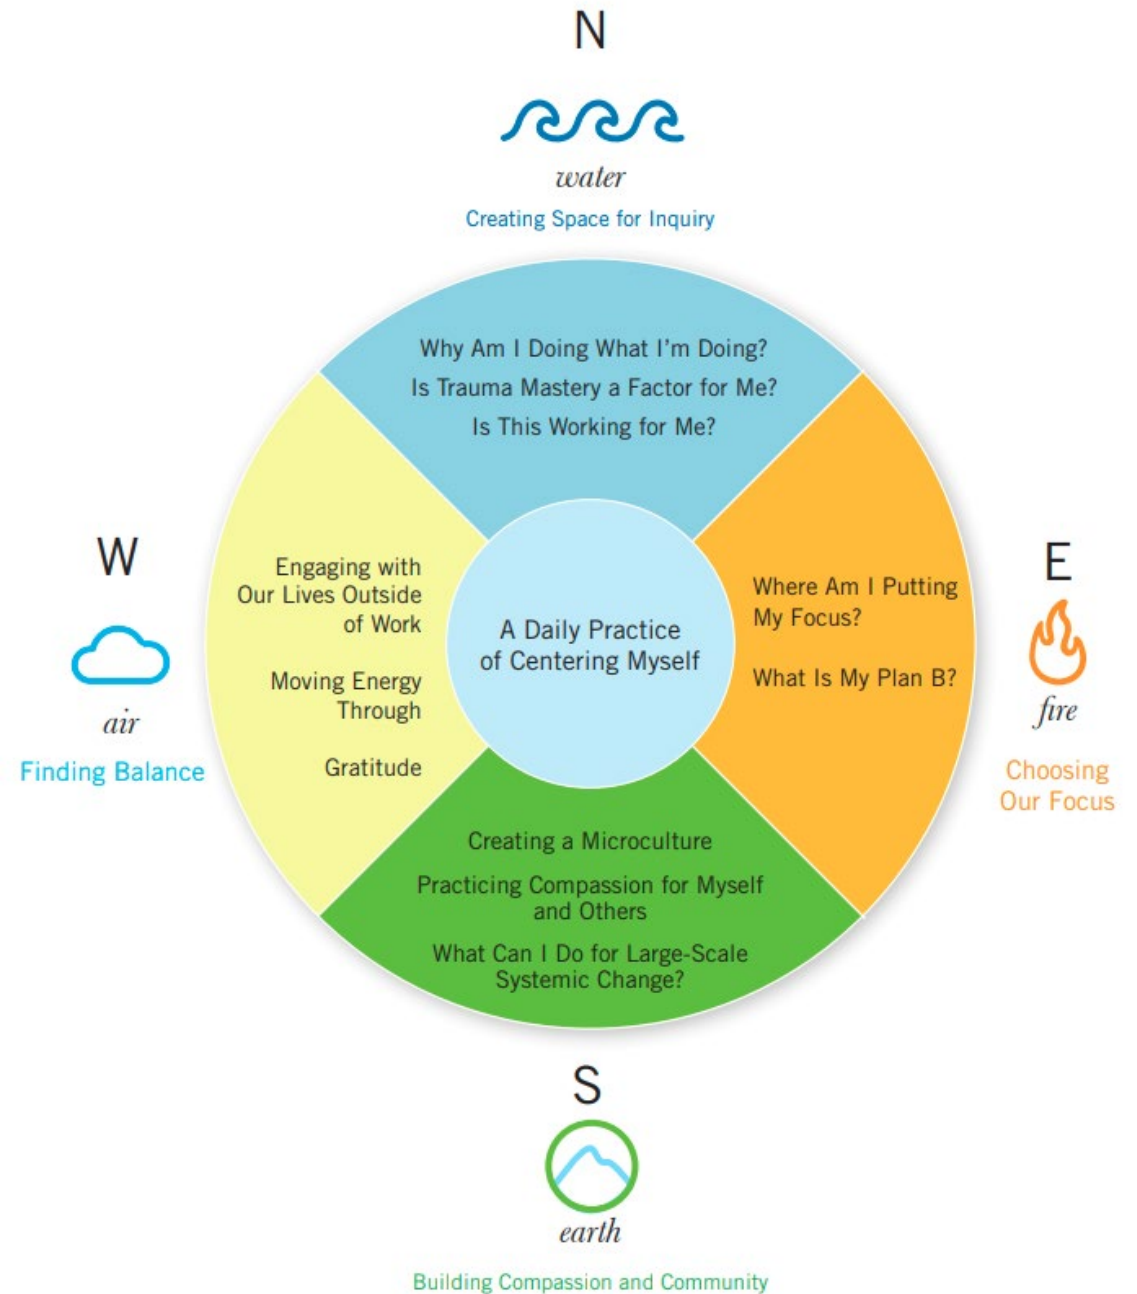 N
water
Creating Space for Inquiry
Why Am I Doing What I'm Doing?
Is Trauma Mastery a Factor for Me?
Is This Working for Me?
W
air
Finding Balance
Engaging with
Our Lives Outside
of Work
Moving Energy
Through
Gratitude
A Daily Practice
of Centering Myself
Where Am I Putting
My Focus?
What Is My Plan B?
E
fire
Choosing
Our Focus
Creating a Microculture
Practicing Compassion for Myself
and Others
What Can I Do for Large-Scale
Systemic Change?
S
earth
Building Compassion and Community